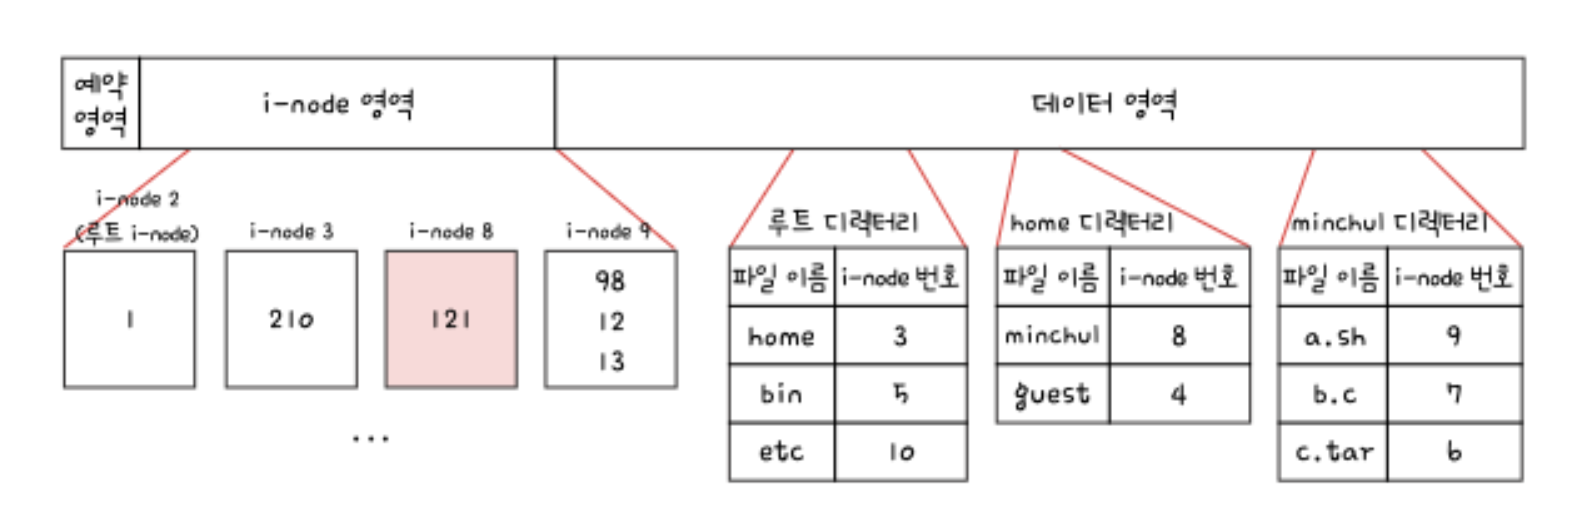 예약
영역
i-node 영역
데이터 영역
i-node 2
(루트 i-node)
i-node 3
i-node 8
i-node 9
1
210
121
98
12
13
...
루트 디렉터리
파일 이름 i-node 번호
home 3
bin 5
etc 10
home 디렉터리
파일 이름 i-node 번호
minchul 8
guest 4
minchul 디렉터리
파일 이름 i-node 번호
a.sh 9
b.c 7
c.tar 6